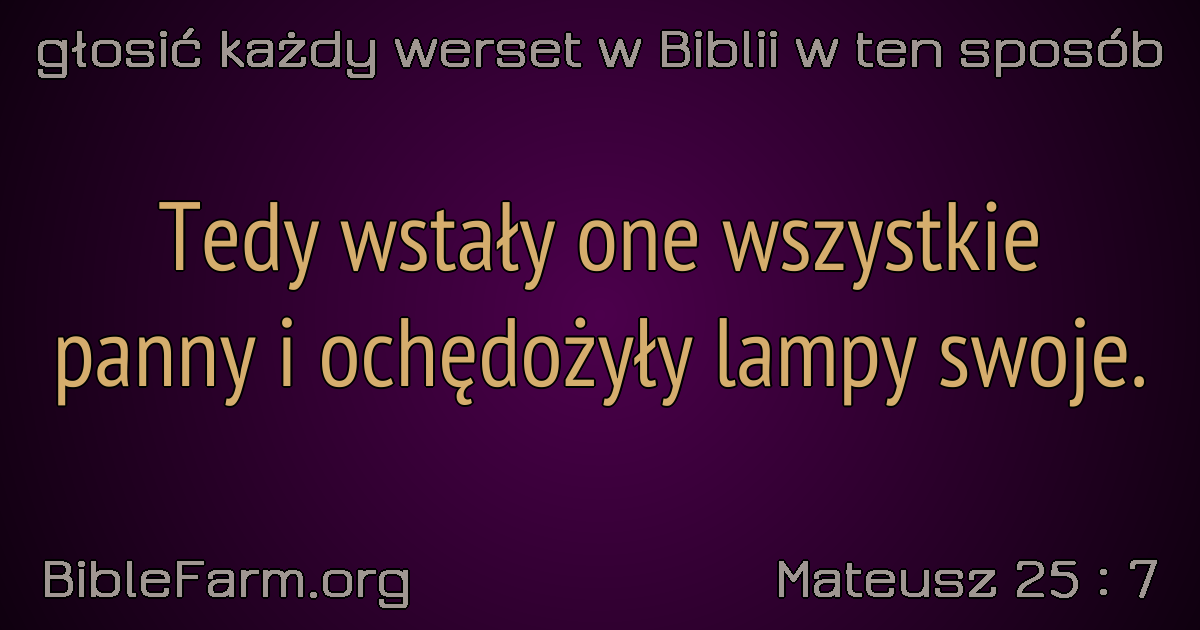 głosić każdy werset w Biblii w ten sposób
Tedy wstały one wszystkie
panny i ochędożyły lampy swoje.
BibleFarm.org
Mateusz 25 : 7